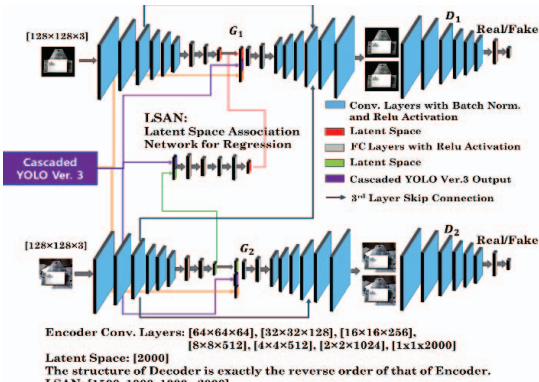 G₁
D₁
Real/Fake
[128×128×3]
Conv. Layers with Batch Norm.
and Relu Activation
Latent Space
FC Layers with Relu Activation
Latent Space
Cascaded YOLO Ver.3 Output
3ʳᵈ Layer Skip Connection
LSAN:
Latent Space Association
Network for Regression
Cascaded
YOLO Ver. 3
[128×128×3]
G₂
D₂
Real/Fake
Encoder Conv. Layers: [64×64×64], [32×32×128], [16×16×256],
[8×8×512], [4×4×512], [2×2×1024], [1x1x2000]
Latent Space: [2000]
The structure of Decoder is exactly the reverse order of that of Encoder.